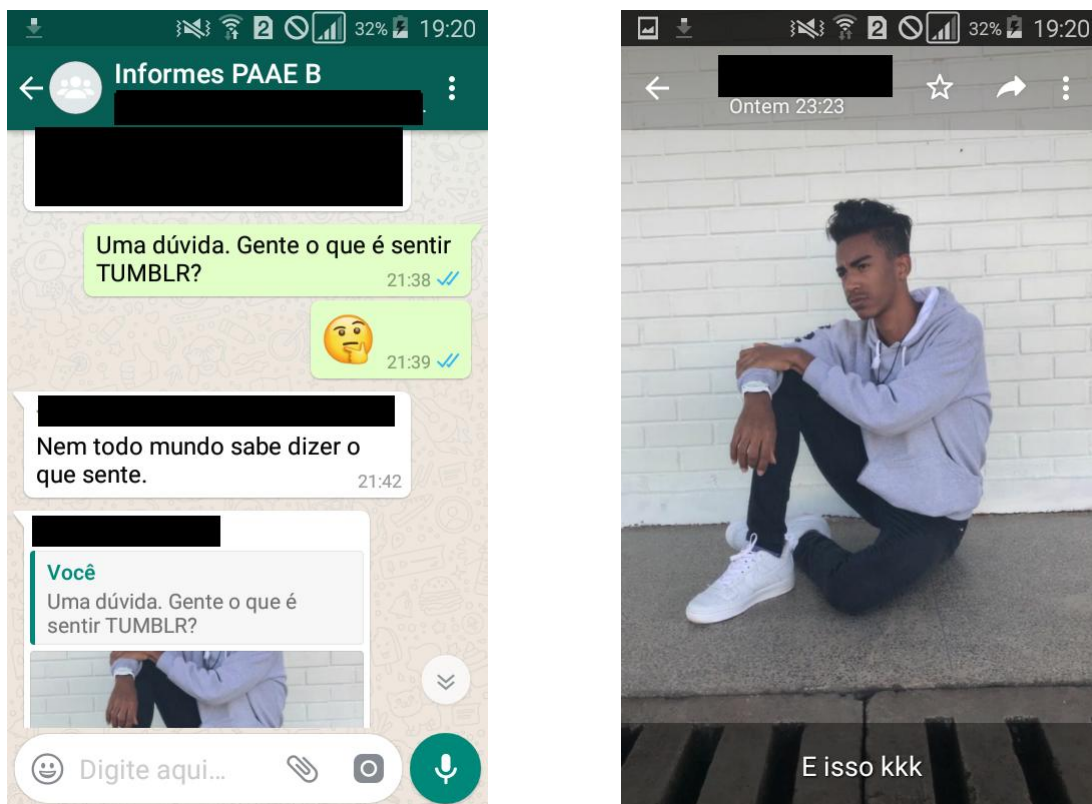 32% 19:20
Informes PAAE B
Uma dúvida. Gente o que é sentir
TUMBLR?
21:38
21:39
Nem todo mundo sabe dizer o
que sente.
21:42
Você
Uma dúvida. Gente o que é
sentir TUMBLR?
Digite aqui...
2 32% 19:20
Ontem 23:23
E isso kkk